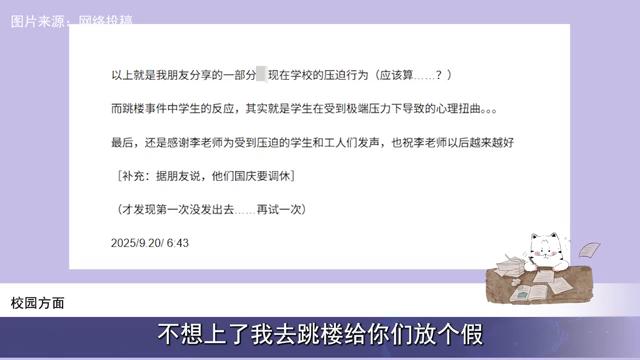 图片来源：网络投稿
以上就是我朋友分享的一部分 现在学校的压迫行为（应该算……？）
而跳楼事件中学生的反应，其实就是学生在受到极端压力下导致的心理扭曲。。。
最后，还是感谢李老师为受到压迫的学生和工人们发声，也祝李老师以后越来越好
［补充：据朋友说，他们国庆要调休］
（才发现第一次没发出去……再试一次）
2025/9.20/ 6:43
校园方面
不想上了我去跳楼给你们放个假